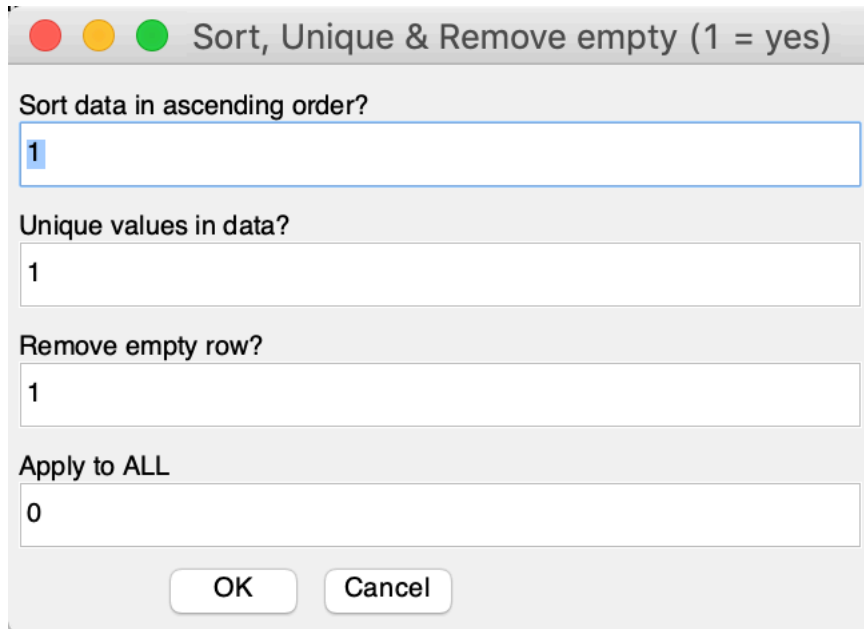 Sort, Unique & Remove empty (1 = yes)
Sort data in ascending order?
1
Unique values in data?
1
Remove empty row?
1
Apply to ALL
0
OK Cancel